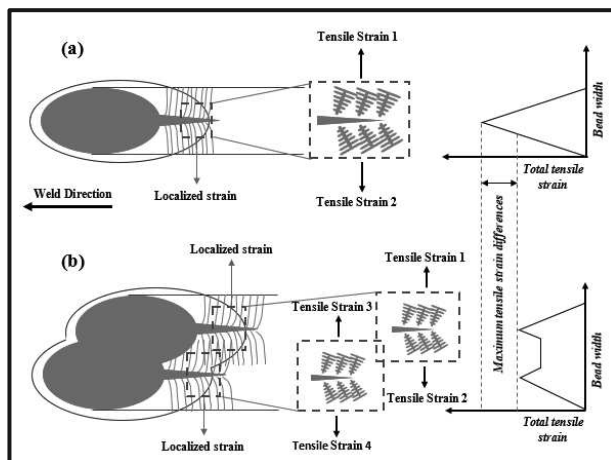 (a)
Tensile Strain 1
Tensile Strain 2
Localized strain
Weld Direction
Bead width
Total tensile
strain
Maximum tensile strain differences
(b)
Localized strain
Tensile Strain 1
Tensile Strain 3
Tensile Strain 2
Localized strain
Tensile Strain 4
Bead width
Total tensile
strain